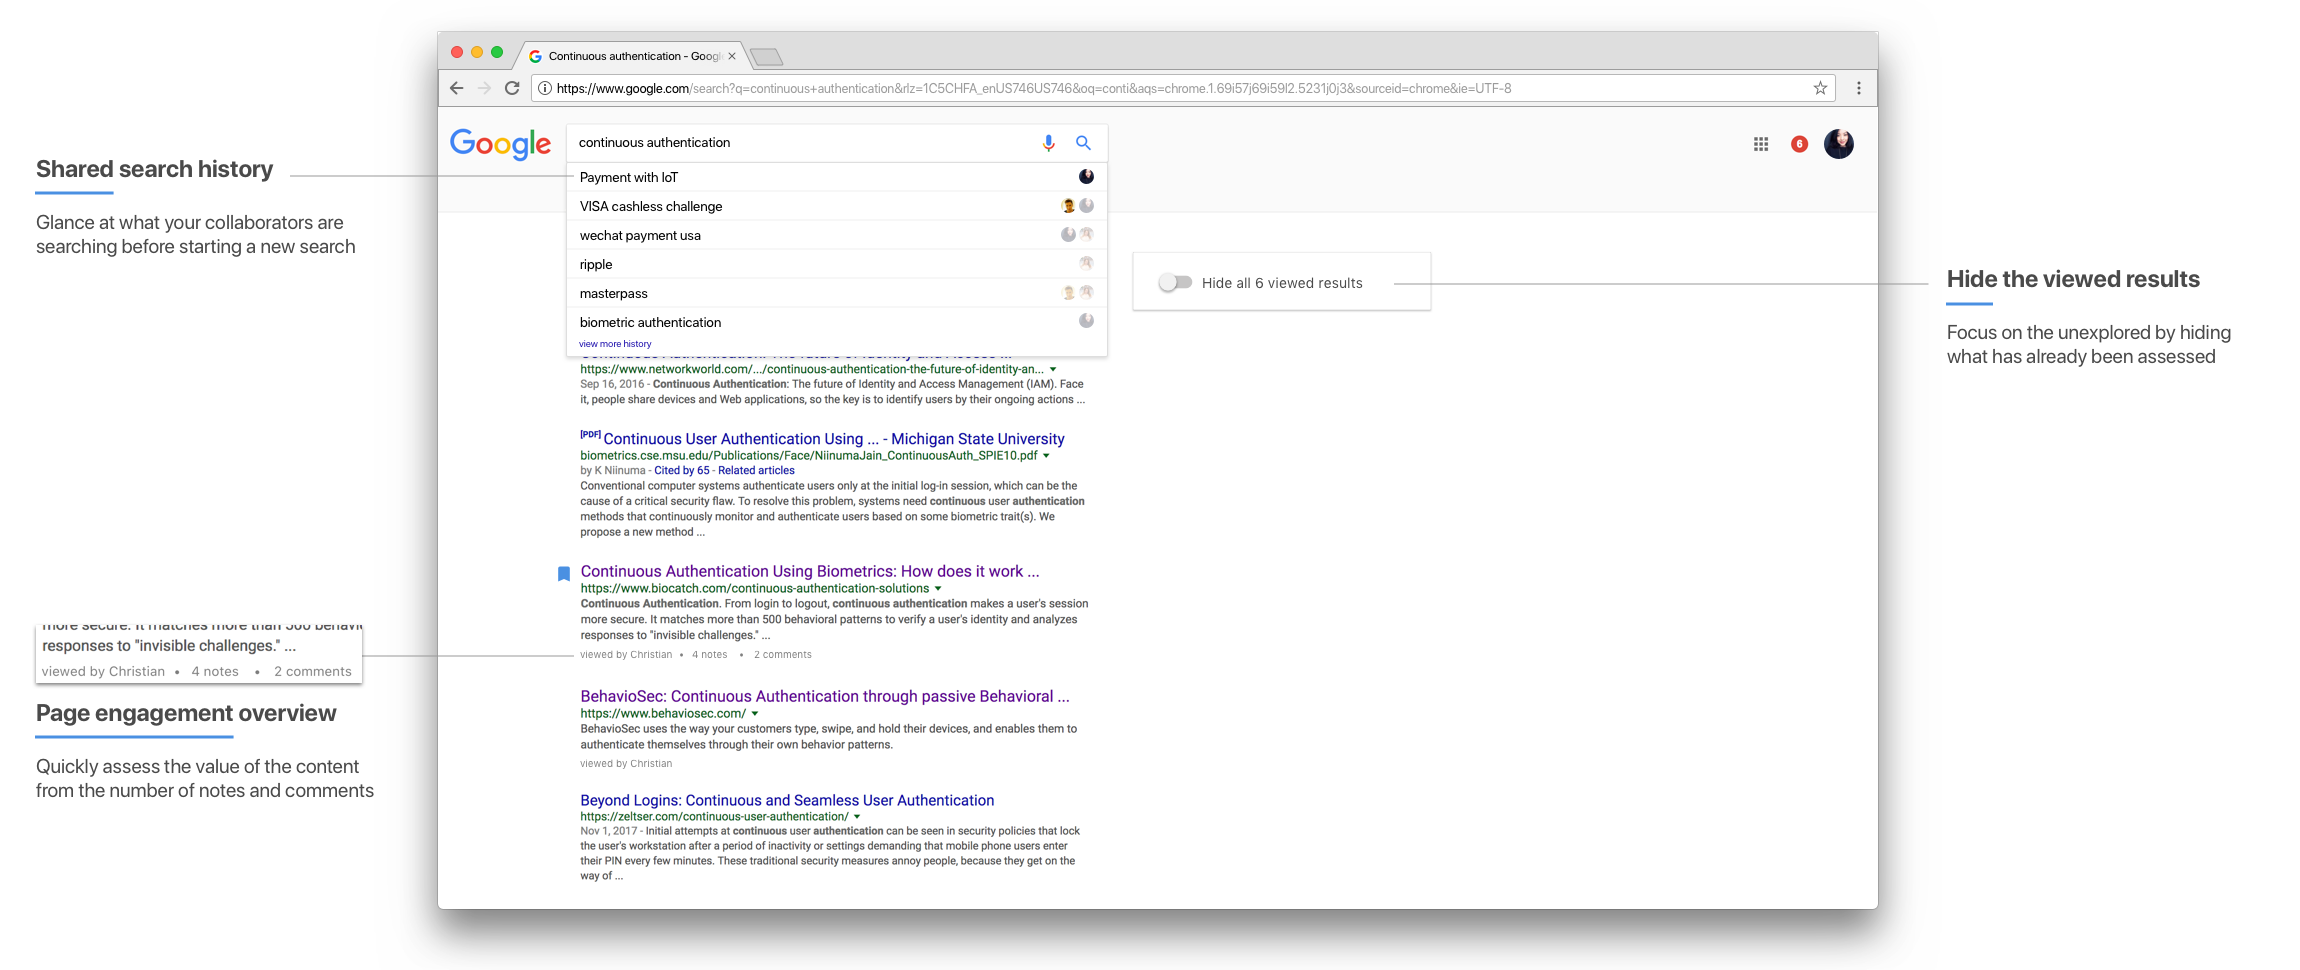 Continuous authentication - Googl
https://www.google.com/search?q=continuous+authentication&rlz=1C5CHFA_enUS746US746&oq=conti&aqs=chrome.1.69i57j69i59l2.5231j0j3&sourceid=chrome&ie=UTF-8
Google
continuous authentication
6
Shared search history
Glance at what your collaborators are
searching before starting a new search
Payment with IoT
VISA cashless challenge
wechat payment usa
ripple
masterpass
biometric authentication
view more history
Hide all 6 viewed results
Hide the viewed results
Focus on the unexplored by hiding
what has already been assessed
Continuous Authentication: The future of Identity and Access ...
https://www.networkworld.com/.../continuous-authentication-the-future-of-identity-an...
Sep 16, 2016 - Continuous Authentication: The future of Identity and Access Management (IAM). Face
it, people share devices and Web applications, so the key is to identify users by their ongoing actions ...
[PDF] Continuous User Authentication Using ... - Michigan State University
biometrics.cse.msu.edu/Publications/Face/NiinumaJain_ContinuousAuth_SPIE10.pdf
by K Niinuma - Cited by 65 - Related articles
Conventional computer systems authenticate users only at the initial log-in session, which can be the
cause of a critical security flaw. To resolve this problem, systems need continuous user authentication
methods that continuously monitor and authenticate users based on some biometric trait(s). We
propose a new method ...
Continuous Authentication Using Biometrics: How does it work ...
https://www.biocatch.com/continuous-authentication-solutions
Continuous Authentication. From login to logout, continuous authentication makes a user's session
more secure. It matches more than 500 behavioral patterns to verify a user's identity and analyzes
responses to "invisible challenges." ...
viewed by Christian • 4 notes • 2 comments
more secure. It matches more than 500 behavi
responses to "invisible challenges." ...
viewed by Christian • 4 notes • 2 comments
Page engagement overview
Quickly assess the value of the content
from the number of notes and comments
BehavioSec: Continuous Authentication through passive Behavioral ...
https://www.behaviosec.com/
BehavioSec uses the way your customers type, swipe, and hold their devices, and enables them to
authenticate themselves through their own behavior patterns.
viewed by Christian
Beyond Logins: Continuous and Seamless User Authentication
https://zeltser.com/continuous-user-authentication/
Nov 1, 2017 - Initial attempts at continuous user authentication can be seen in security policies that lock
the user's workstation after a period of inactivity or settings demanding that mobile phone users enter
their PIN every few minutes. These traditional security measures annoy people, because they get on the
way of ...